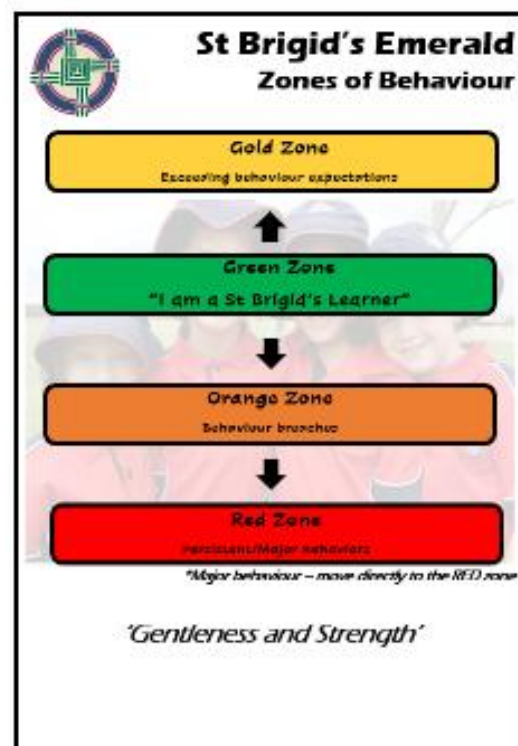 St Brigid's Emerald
Zones of Behaviour
Gold Zone
Exceeding behaviour expectations
Green Zone
"I am a St Brigid's Learner"
Orange Zone
Behaviour breaches
Red Zone
Persistent/Major Behaviors
*Major behaviour – move directly to the RED zone
'Gentleness and Strength'